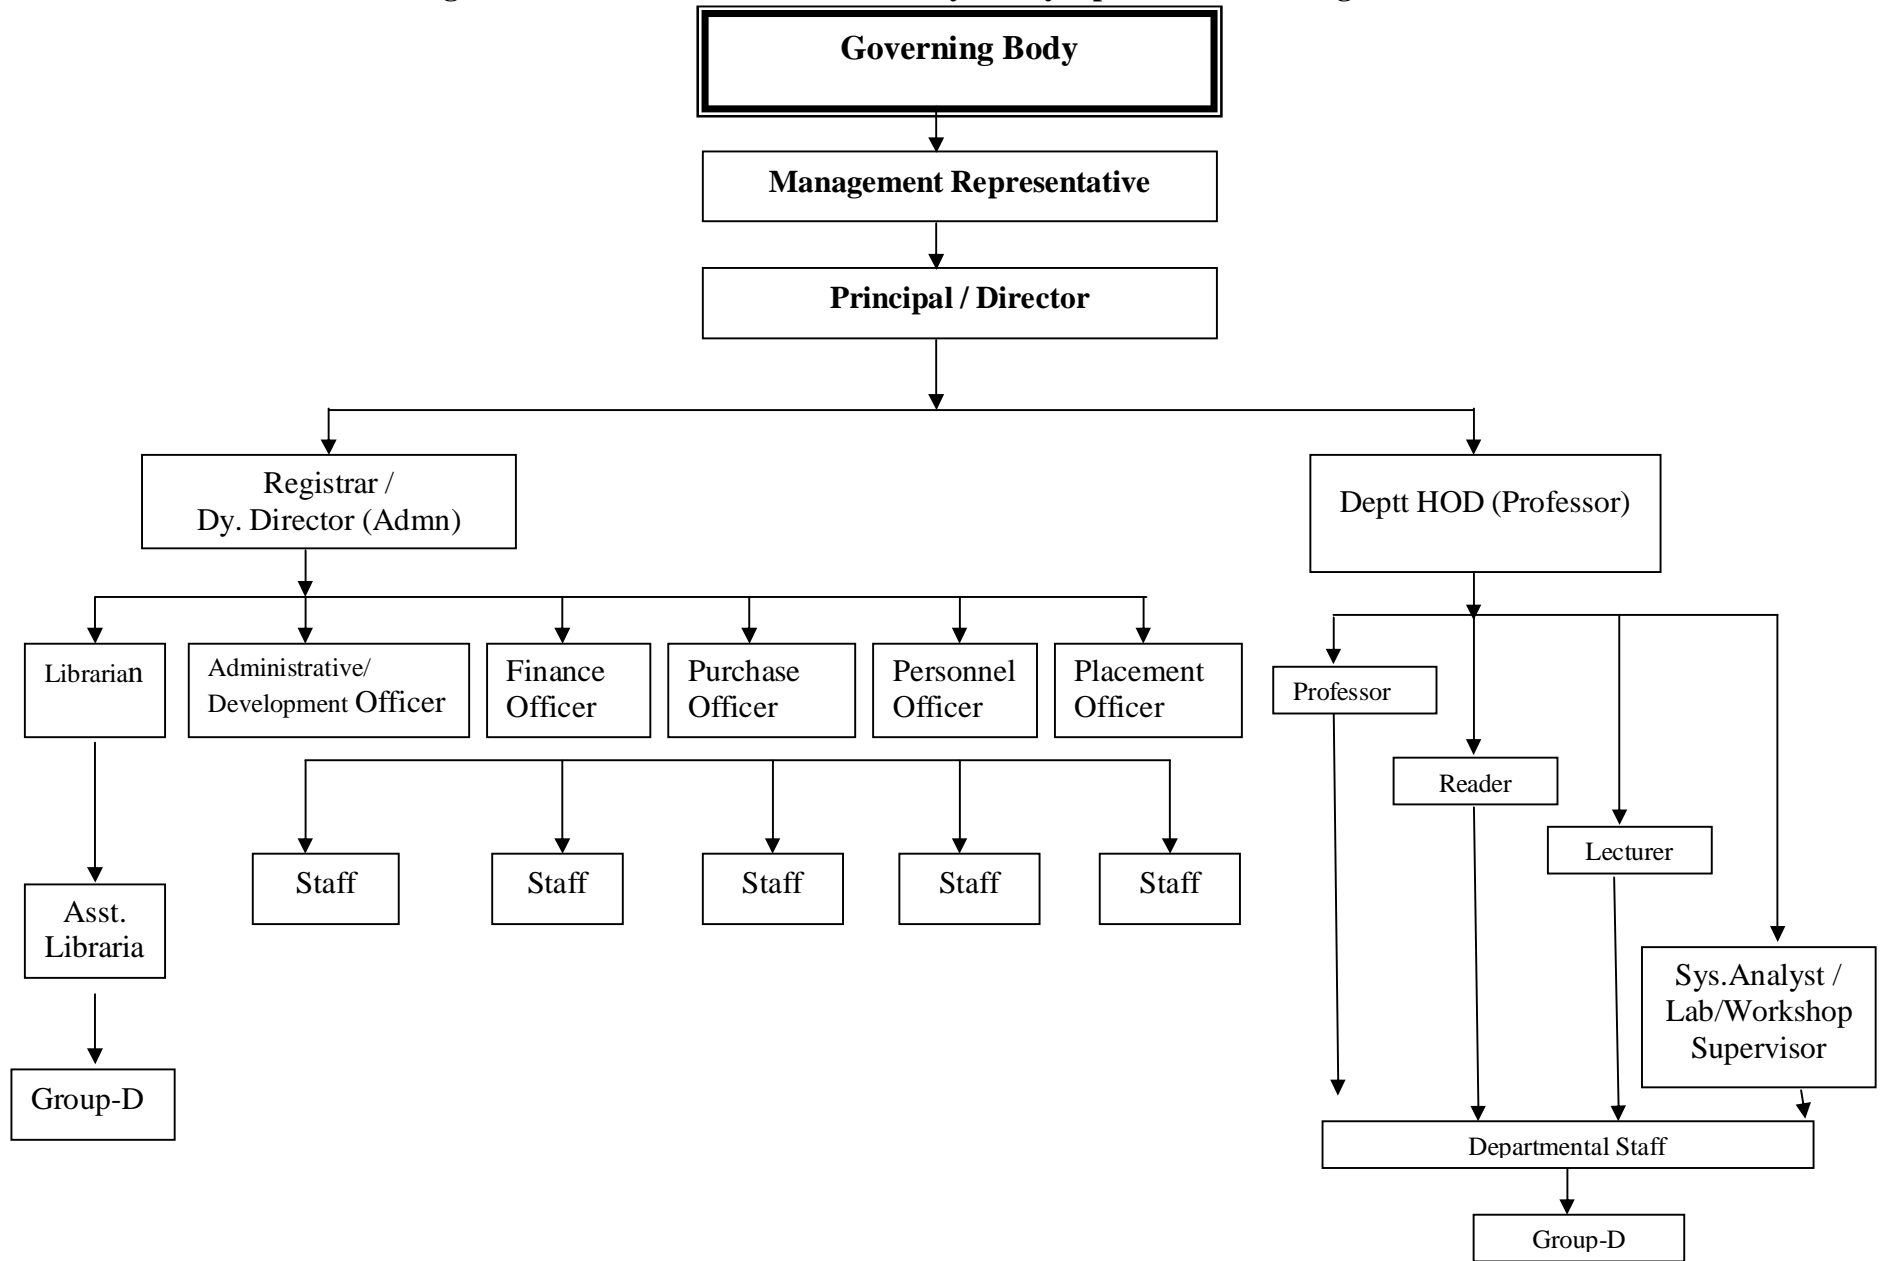 Governing Body
Management Representative
Principal / Director
Registrar /
Dy. Director (Admn)
Deptt HOD (Professor)
Librarian
Administrative/
Development Officer
Finance
Officer
Purchase
Officer
Personnel
Officer
Placement
Officer
Professor
Reader
Lecturer
Sys.Analyst /
Lab/Workshop
Supervisor
Staff
Staff
Staff
Staff
Staff
Asst.
Libraria
Group-D
Departmental Staff
Group-D